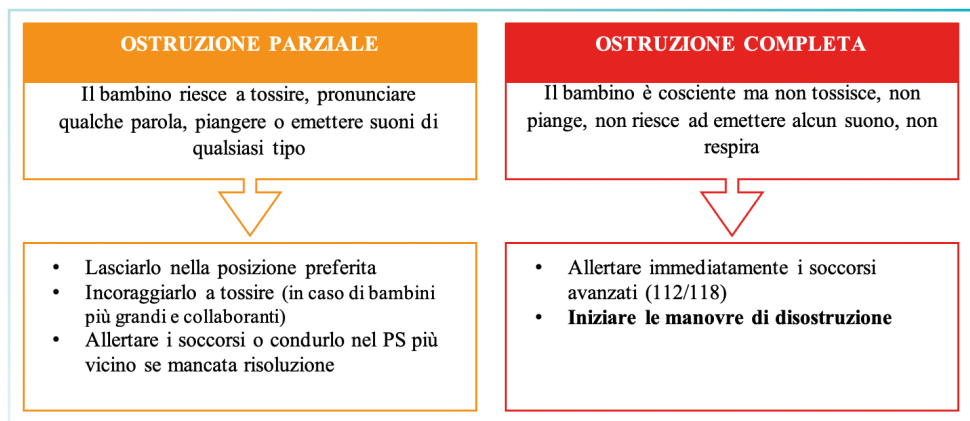 OSTRUZIONE PARZIALE
Il bambino riesce a tossire, pronunciare
qualche parola, piangere o emettere suoni di
qualsiasi tipo
• Lasciarlo nella posizione preferita
• Incoraggiarlo a tossire (in caso di bambini
più grandi e collaboranti)
• Allertare i soccorsi o condurlo nel PS più
vicino se mancata risoluzione
OSTRUZIONE COMPLETA
Il bambino è cosciente ma non tossisce, non
piange, non riesce ad emettere alcun suono, non
respira
• Allertare immediatamente i soccorsi
avanzati (112/118)
• Iniziare le manovre di disostruzione